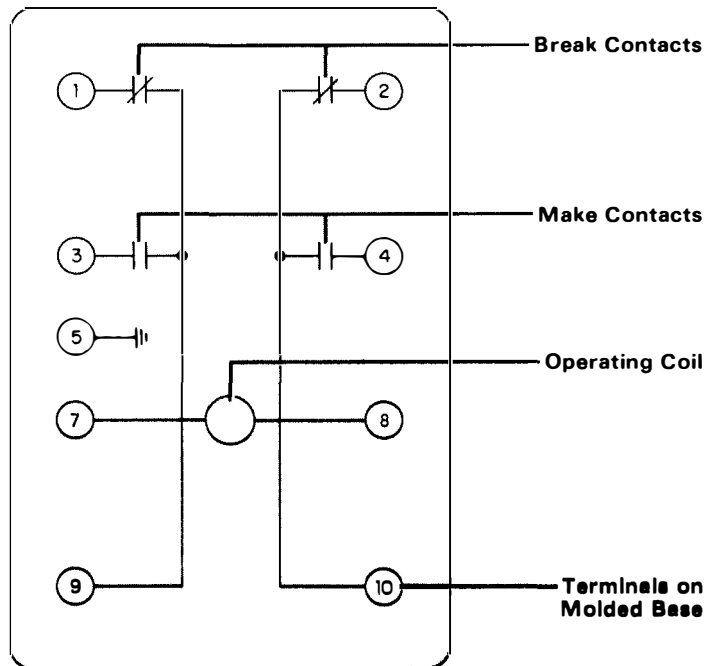 Break Contacts
1
2
Make Contacts
3
4
5
Operating Coil
7
8
9
10
Terminals on
Molded Base